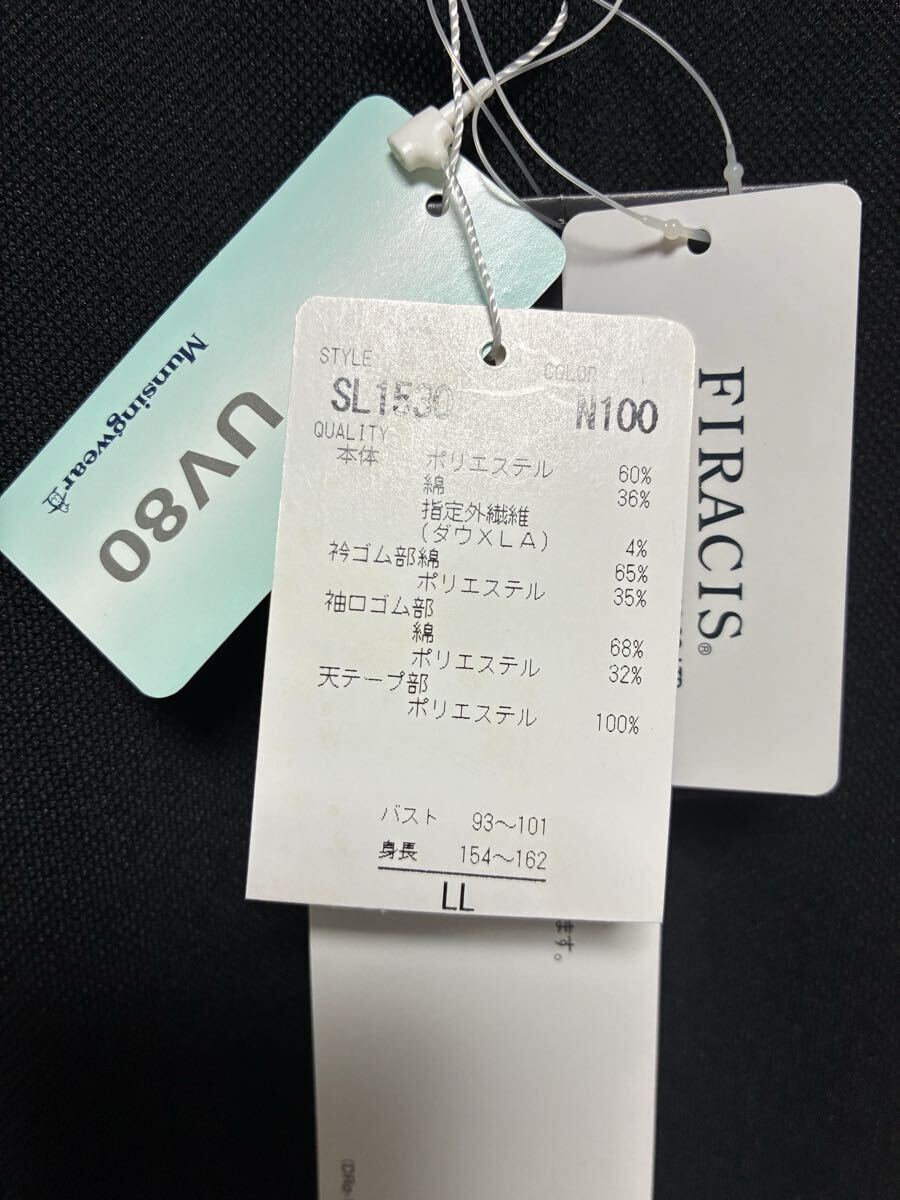 Munsingwear
UV80
STYLE COLOR
SL1530 N100
QUALITY
本体 ポリエステル 60%
綿 36%
指定外繊維
(ダウXLA) 4%
衿ゴム部綿 65%
ポリエステル 35%
袖口ゴム部
綿 68%
ポリエステル 32%
天テープ部
ポリエステル 100%
バスト 93〜101
身長 154〜162
LL
FIRACIS®
ます。